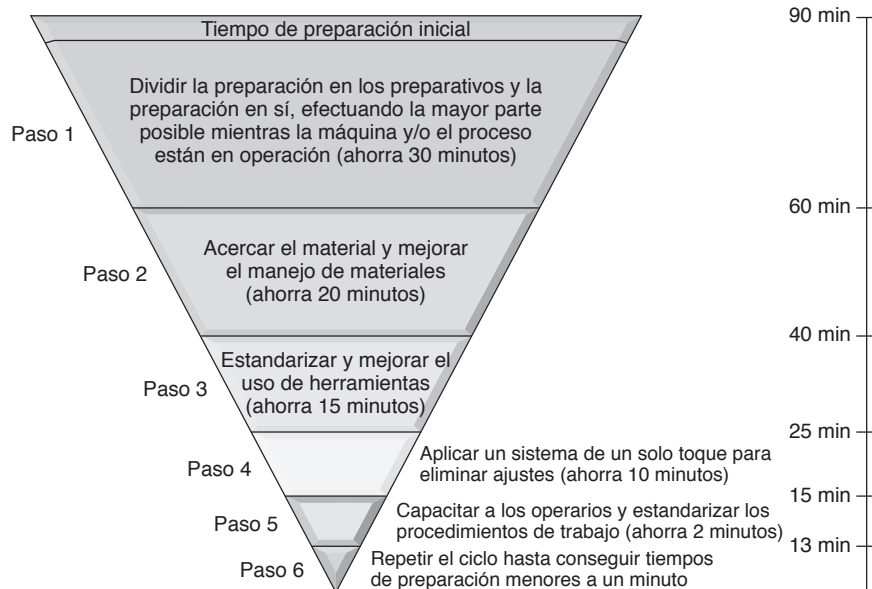 90 min
Tiempo de preparación inicial
Paso 1
Dividir la preparación en los preparativos y la
preparación en sí, efectuando la mayor parte
posible mientras la máquina y/o el proceso
están en operación (ahorra 30 minutos)
60 min
Paso 2
Acercar el material y mejorar
el manejo de materiales
(ahorra 20 minutos)
40 min
Paso 3
Estandarizar y mejorar el
uso de herramientas
(ahorra 15 minutos)
25 min
Paso 4
Aplicar un sistema de un solo toque para
eliminar ajustes (ahorra 10 minutos)
15 min
Paso 5
Capacitar a los operarios y estandarizar los
procedimientos de trabajo (ahorra 2 minutos)
13 min
Paso 6
Repetir el ciclo hasta conseguir tiempos
de preparación menores a un minuto